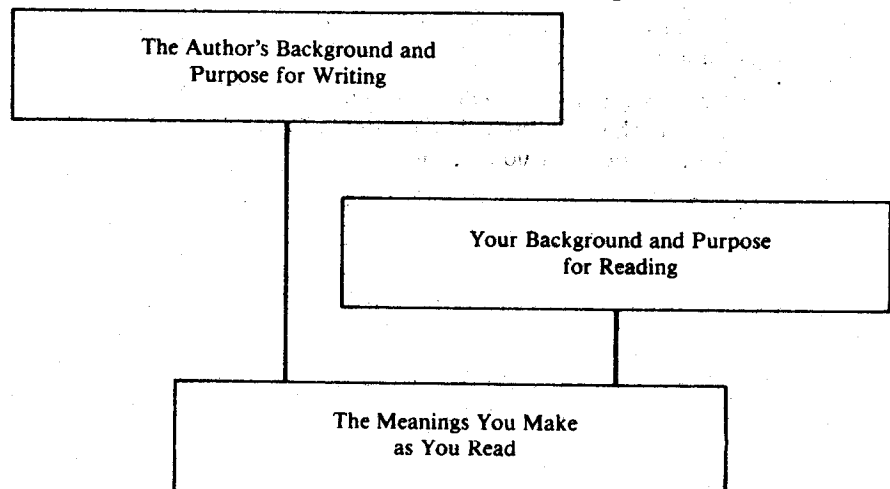 The Author's Background and
Purpose for Writing
Your Background and Purpose
for Reading
The Meanings You Make
as You Read